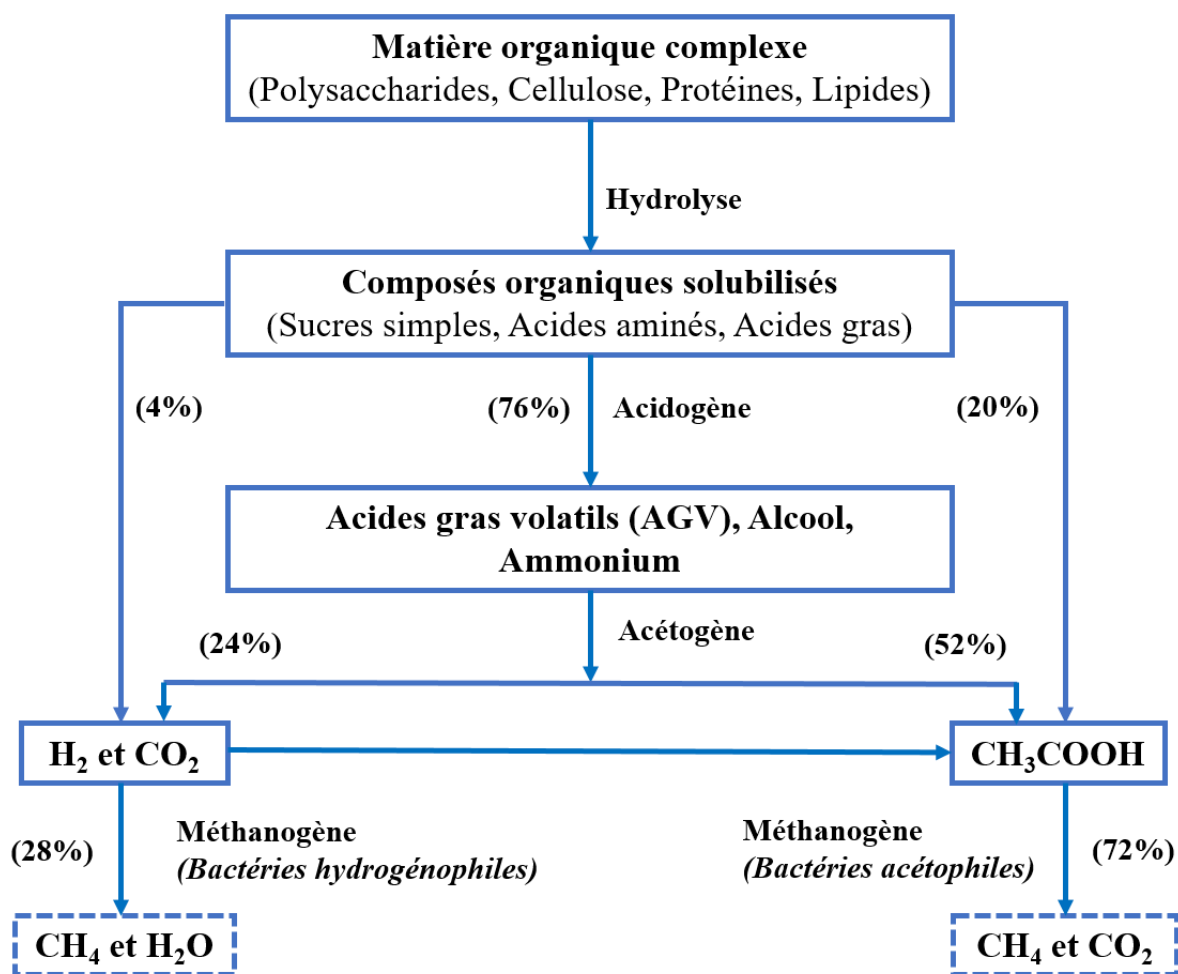 Matière organique complexe
(Polysaccharides, Cellulose, Protéines, Lipides)
Hydrolyse
Composés organiques solubilisés
(Sucres simples, Acides aminés, Acides gras)
(4%)
(76%)
Acidogène
(20%)
Acides gras volatils (AGV), Alcool,
Ammonium
(24%)
Acétogène
(52%)
H₂ et CO₂
CH₃COOH
(28%)
Méthanogène
(Bactéries hydrogénophiles)
Méthanogène
(Bactéries acétophiles)
(72%)
CH₄ et H₂O
CH₄ et CO₂